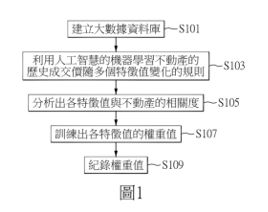 建立大數據資料庫
S101
利用人工智慧的機器學習不動產的
歷史成交價隨多個特徵值變化的規則
S103
分析出各特徵值與不動產的相關度
S105
訓練出各特徵值的權重值
S107
紀錄權重值
S109
圖1